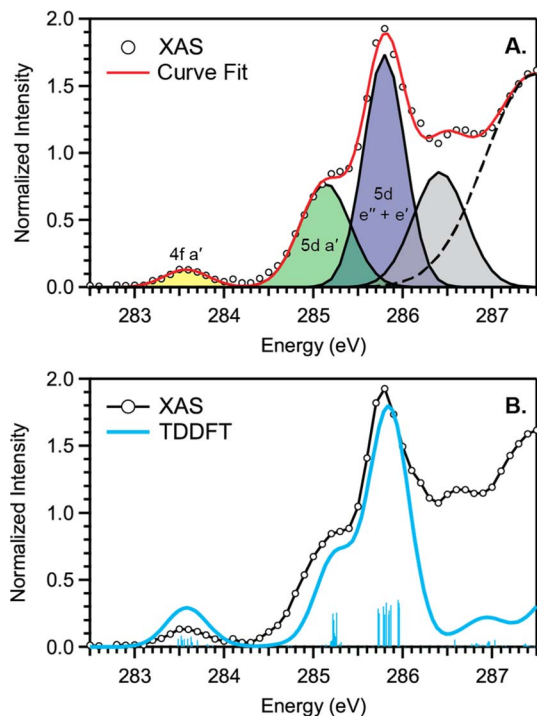 A.
XAS
Curve Fit
2.0
1.5
1.0
0.5
0.0
Normalized Intensity
4f a′
5d a′
5d
e″ + e′
283 284 285 286 287
Energy (eV)
B.
XAS
TDDFT
2.0
1.5
1.0
0.5
0.0
Normalized Intensity
283 284 285 286 287
Energy (eV)